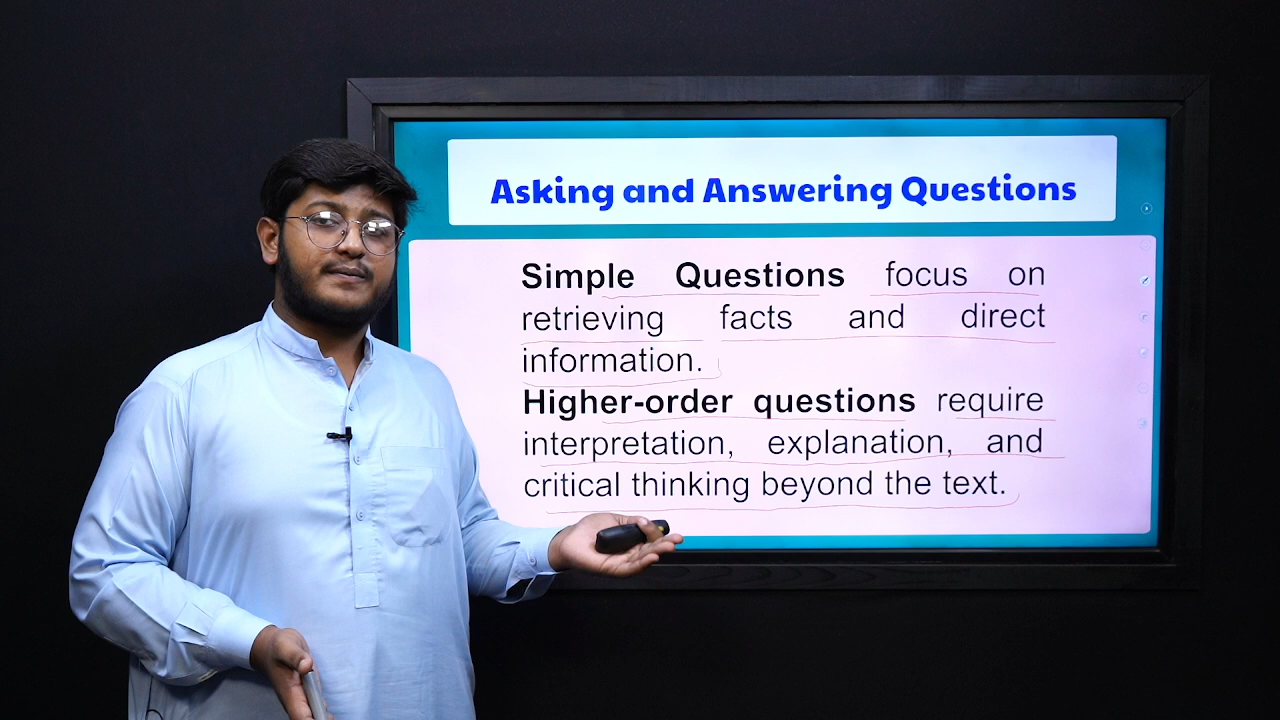 Asking and Answering Questions
Simple Questions focus on
retrieving facts and direct
information.
Higher-order questions require
interpretation, explanation, and
critical thinking beyond the text.